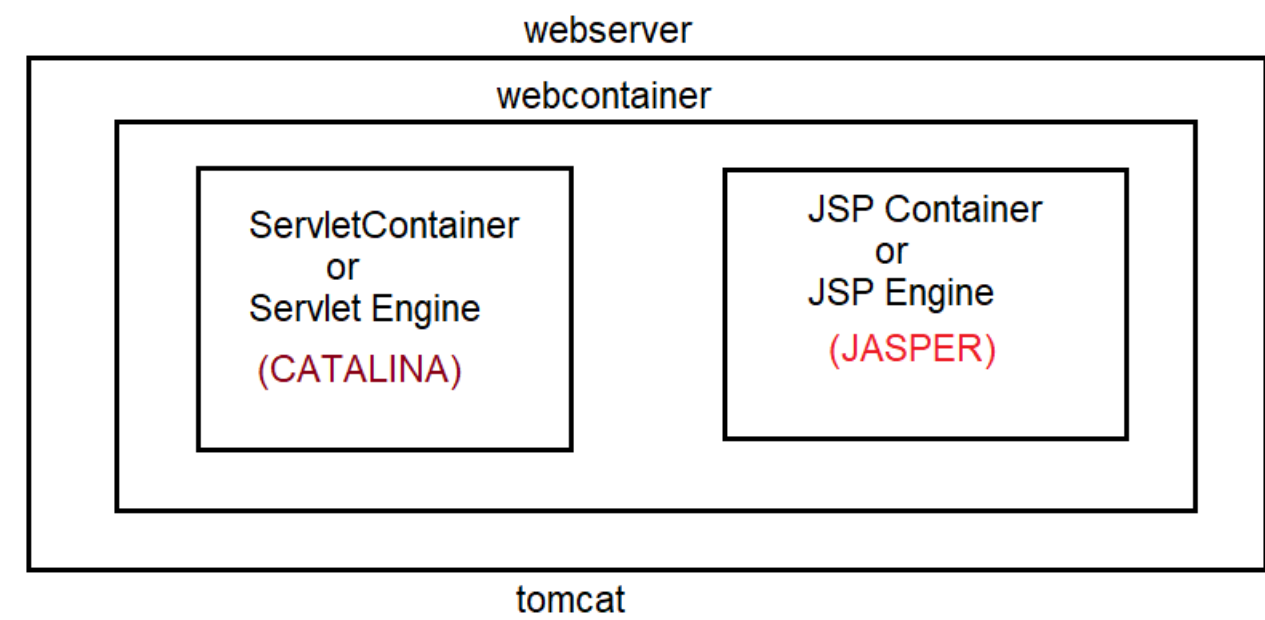 webserver
webcontainer
ServletContainer
or
Servlet Engine
(CATALINA)
JSP Container
or
JSP Engine
(JASPER)
tomcat